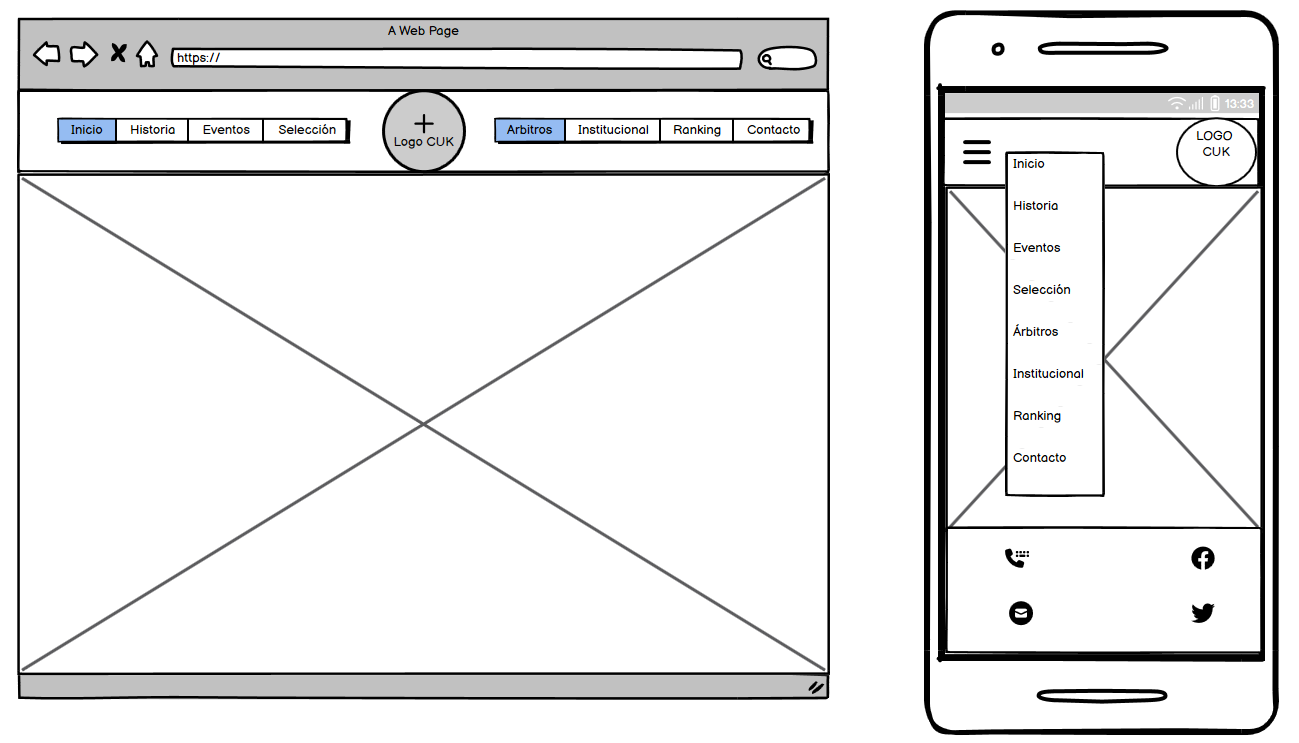 A Web Page
https://
Inicio Historia Eventos Selección
Logo CUK
Arbitros Institucional Ranking Contacto
13:33
LOGO
CUK
Inicio
Historia
Eventos
Selección
Árbitros
Institucional
Ranking
Contacto